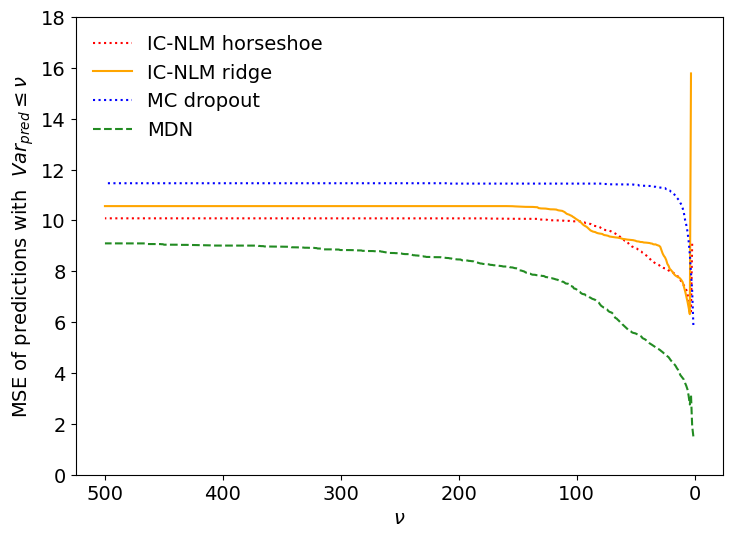 18
16
14
12
10
8
6
4
2
0
MSE of predictions with Var_pred ≤ ν
IC-NLM horseshoe
IC-NLM ridge
MC dropout
MDN
500 400 300 200 100 0
ν